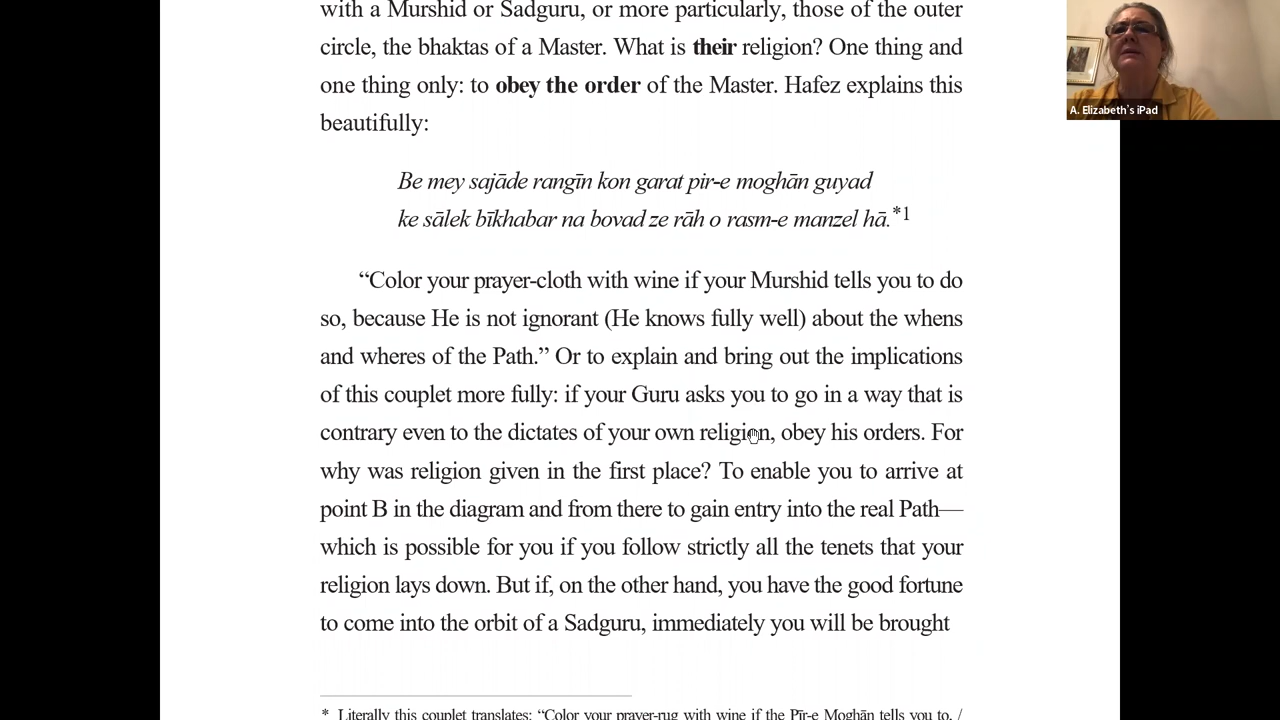 with a Murshid or Sadguru, or more particularly, those of the outer
circle, the bhaktas of a Master. What is their religion? One thing and
one thing only: to obey the order of the Master. Hafez explains this
beautifully:
Be mey sajāde rangīn kon garat pir-e moghān guyad
ke sālek bīkhabar na bovad ze rāh o rasm-e manzel hā.*1
“Color your prayer-cloth with wine if your Murshid tells you to do
so, because He is not ignorant (He knows fully well) about the whens
and wheres of the Path.” Or to explain and bring out the implications
of this couplet more fully: if your Guru asks you to go in a way that is
contrary even to the dictates of your own religion, obey his orders. For
why was religion given in the first place? To enable you to arrive at
point B in the diagram and from there to gain entry into the real Path—
which is possible for you if you follow strictly all the tenets that your
religion lays down. But if, on the other hand, you have the good fortune
to come into the orbit of a Sadguru, immediately you will be brought
* Literally this couplet translates: “Color your prayer-rug with wine if the Pīr-e Moghān tells you to, /
A. Elizabeth's iPad